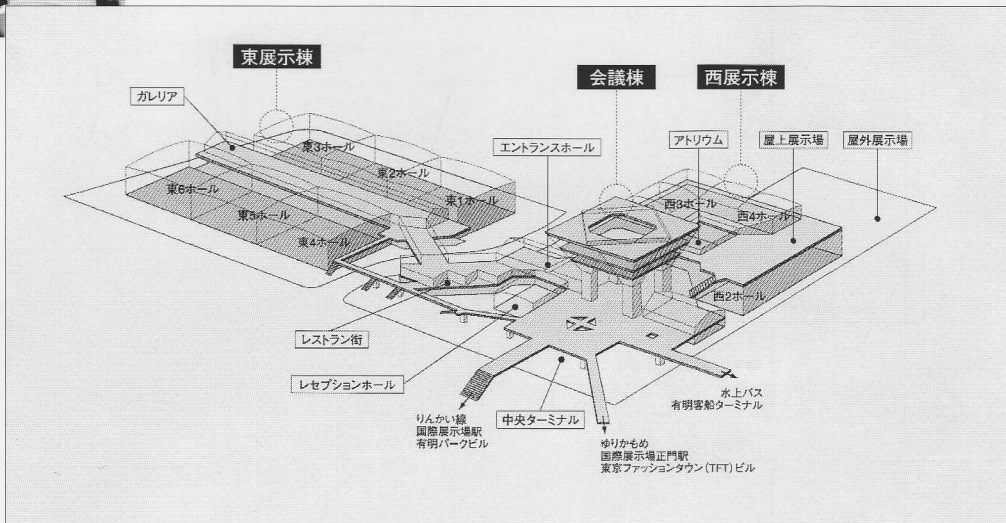 東展示棟
会議棟
西展示棟
ガレリア
エントランスホール
アトリウム
屋上展示場
屋外展示場
東3ホール
東2ホール
東1ホール
東6ホール
東5ホール
東4ホール
西3ホール
西4ホール
西2ホール
レストラン街
レセプションホール
中央ターミナル
水上バス
有明客船ターミナル
りんかい線
国際展示場駅
有明パークビル
ゆりかもめ
国際展示場正門駅
東京ファッションタウン(TFT)ビル